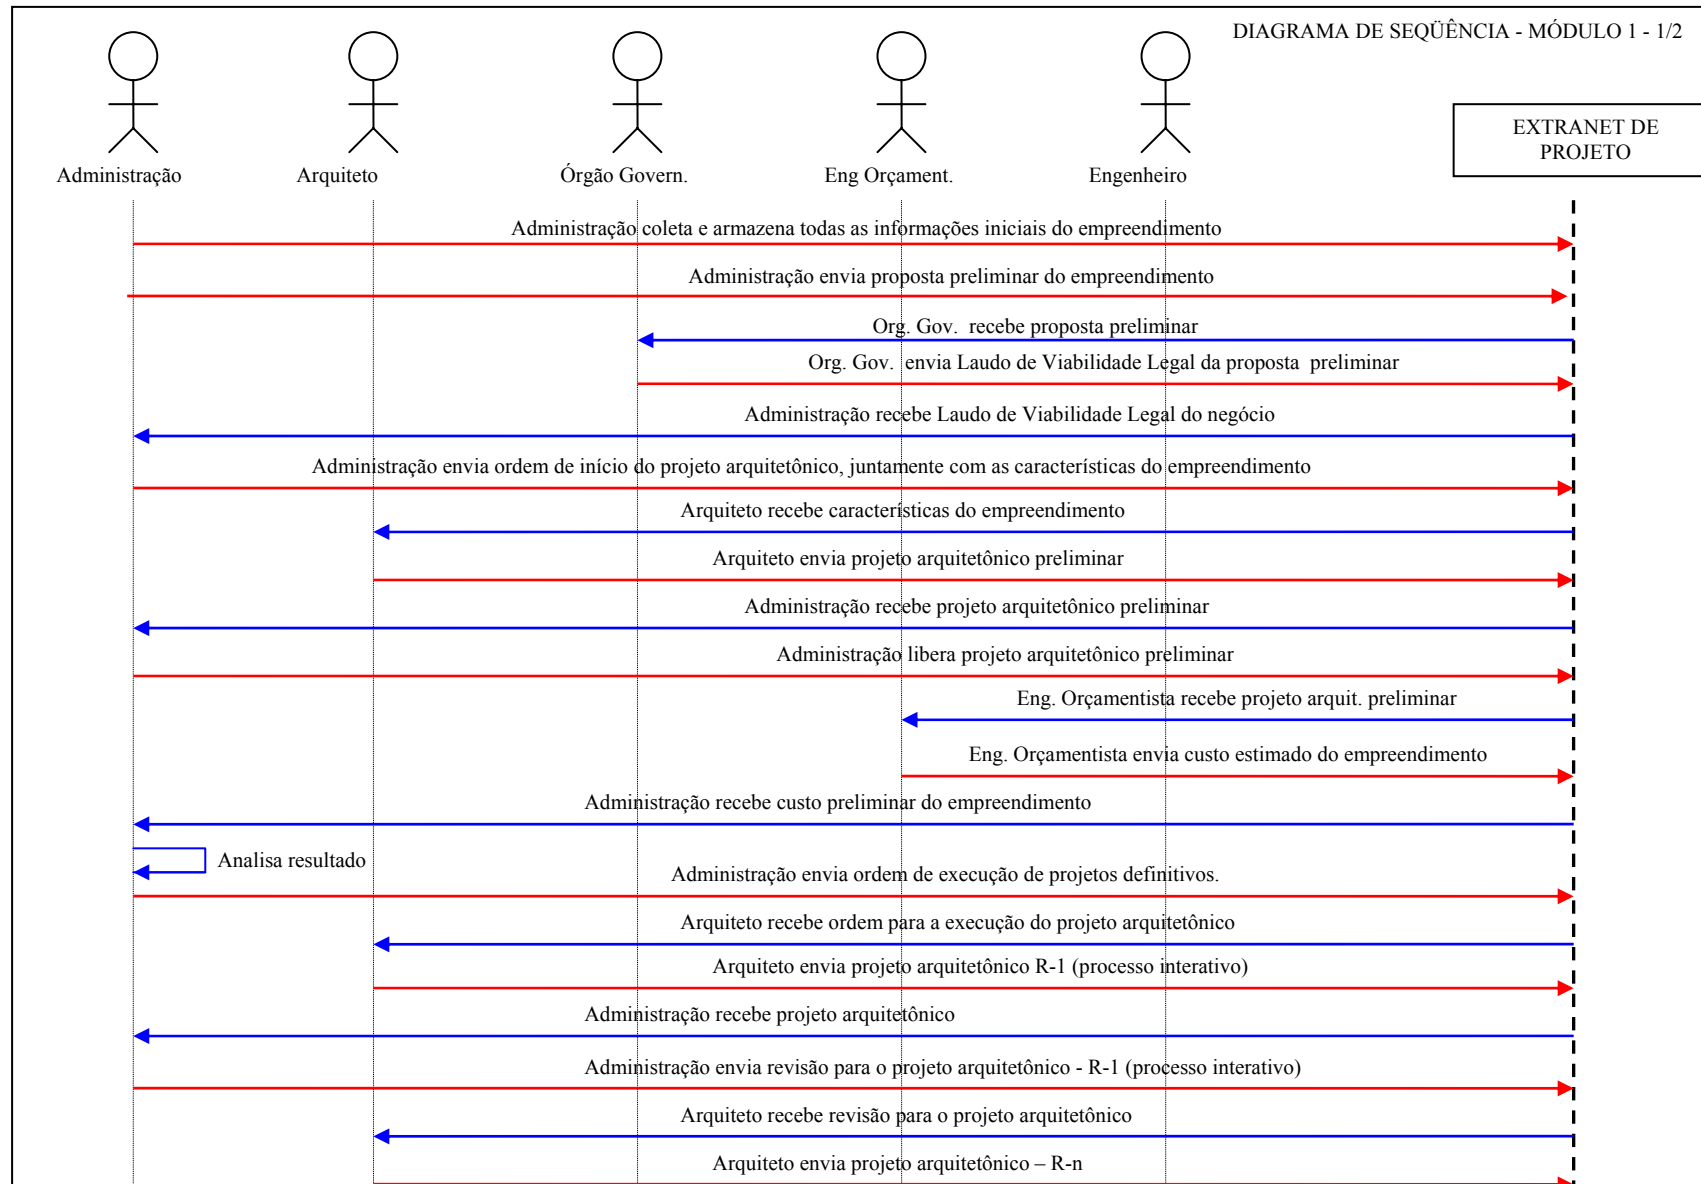 DIAGRAMA DE SEQÜÊNCIA - MÓDULO 1 - 1/2
EXTRANET DE
PROJETO
Administração
Arquiteto
Órgão Govern.
Eng Orçament.
Engenheiro
Administração coleta e armazena todas as informações iniciais do empreendimento
Administração envia proposta preliminar do empreendimento
Org. Gov.  recebe proposta preliminar
Org. Gov.  envia Laudo de Viabilidade Legal da proposta  preliminar
Administração recebe Laudo de Viabilidade Legal do negócio
Administração envia ordem de início do projeto arquitetônico, juntamente com as características do empreendimento
Arquiteto recebe características do empreendimento
Arquiteto envia projeto arquitetônico preliminar
Administração recebe projeto arquitetônico preliminar
Administração libera projeto arquitetônico preliminar
Eng. Orçamentista recebe projeto arquit. preliminar
Eng. Orçamentista envia custo estimado do empreendimento
Administração recebe custo preliminar do empreendimento
Analisa resultado
Administração envia ordem de execução de projetos definitivos.
Arquiteto recebe ordem para a execução do projeto arquitetônico
Arquiteto envia projeto arquitetônico R-1 (processo interativo)
Administração recebe projeto arquitetônico
Administração envia revisão para o projeto arquitetônico - R-1 (processo interativo)
Arquiteto recebe revisão para o projeto arquitetônico
Arquiteto envia projeto arquitetônico – R-n